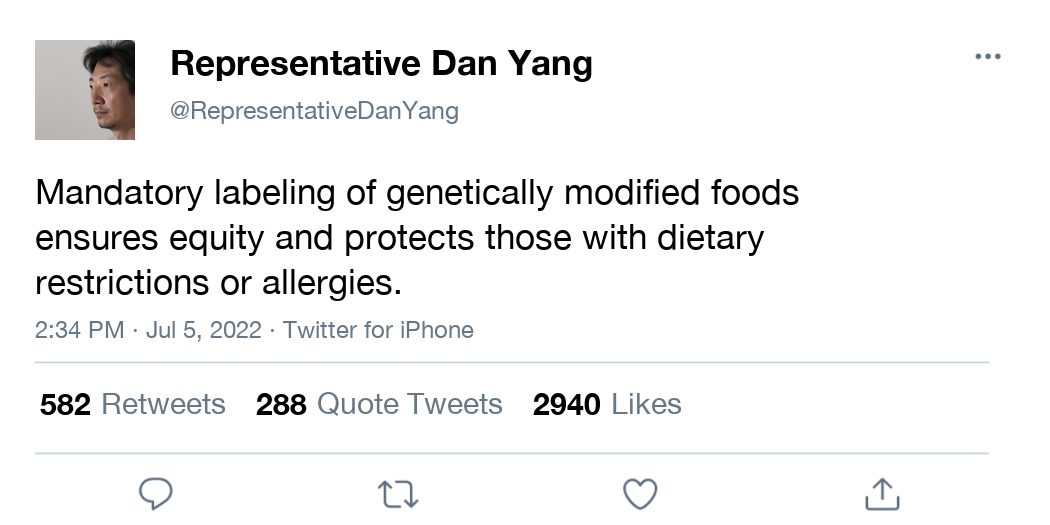 Representative Dan Yang
@RepresentativeDanYang
Mandatory labeling of genetically modified foods
ensures equity and protects those with dietary
restrictions or allergies.
2:34 PM · Jul 5, 2022 · Twitter for iPhone
582 Retweets 288 Quote Tweets 2940 Likes